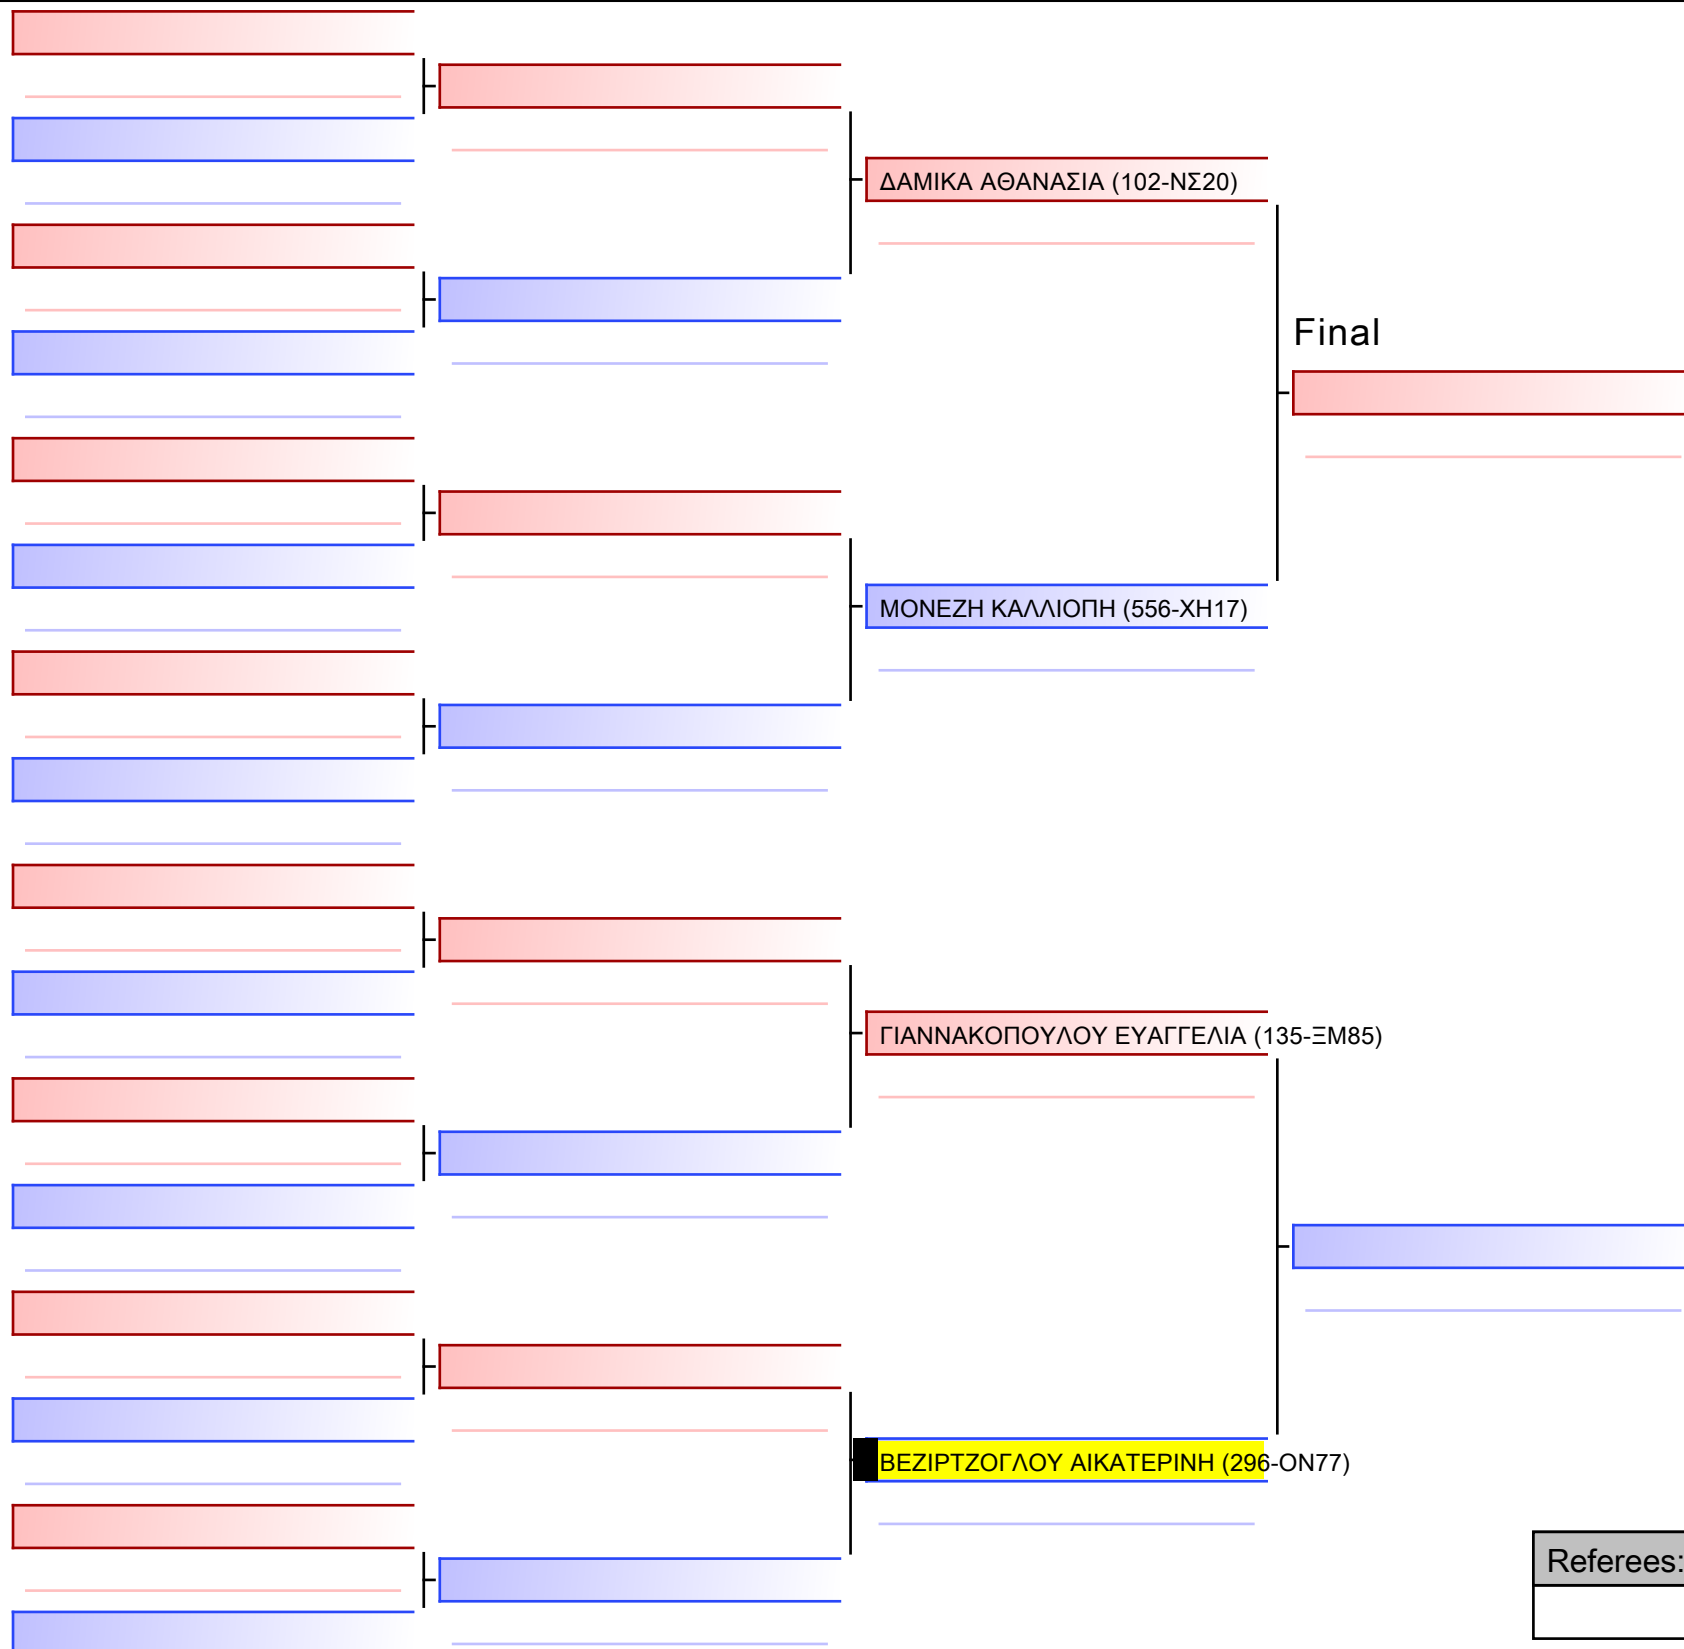 ΔΑΜΙΚΑ ΑΘΑΝΑΣΙΑ (102-ΝΣ20)
Final
ΜΟΝΕΖΗ ΚΑΛΛΙΟΠΗ (556-ΧΗ17)
ΓΙΑΝΝΑΚΟΠΟΥΛΟΥ ΕΥΑΓΓΕΛΙΑ (135-ΞΜ85)
ΒΕΖΙΡΤΖΟΓΛΟΥ ΑΙΚΑΤΕΡΙΝΗ (296-ΟΝ77)
Referees: